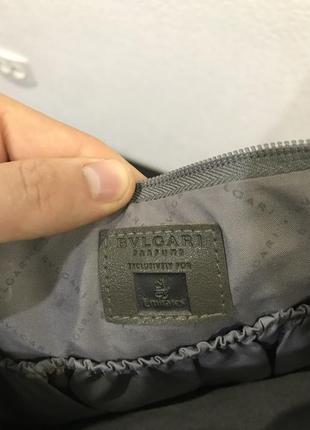 BVLGARI
PARFUMS
EXCLUSIVELY FOR
Emirates